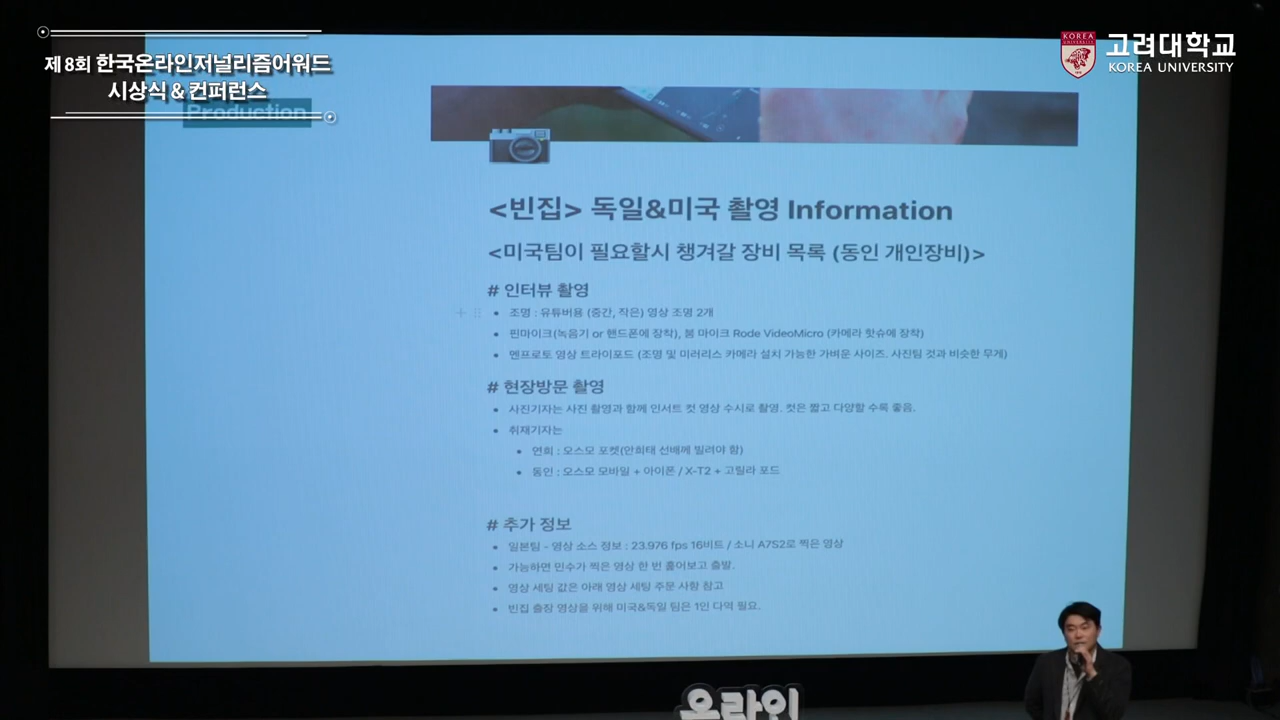 제 8회 한국온라인저널리즘어워드
시상식 & 컨퍼런스
KOREA UNIVERSITY
고려대학교
KOREA UNIVERSITY
Production
<빈집> 독일&미국 촬영 Information
<미국팀이 필요할시 챙겨갈 장비 목록 (동인 개인장비)>
# 인터뷰 촬영
• 조명 : 유튜버용 (중간, 작은) 영상 조명 2개
• 핀마이크(녹음기 or 핸드폰에 장착), 붐 마이크 Rode VideoMicro (카메라 핫슈에 장착)
• 멘프로토 영상 트라이포드 (조명 및 미러리스 카메라 설치 가능한 가벼운 사이즈. 사진팀 것과 비슷한 무게)
# 현장방문 촬영
• 사진기자는 사진 촬영과 함께 인서트 컷 영상 수시로 촬영. 컷은 짧고 다양할 수록 좋음.
• 취재기자는
• 연희 : 오스모 포켓(안희태 선배께 빌려야 함)
• 동인 : 오스모 모바일 + 아이폰 / X-T2 + 고릴라 포드
# 추가 정보
• 일본팀 - 영상 소스 정보 : 23.976 fps 16비트 / 소니 A7S2로 찍은 영상
• 가능하면 민수가 찍은 영상 한 번 훑어보고 출발.
• 영상 세팅 값은 아래 영상 세팅 주문 사항 참고
• 빈집 출장 영상을 위해 미국&독일 팀은 1인 다역 필요.
온라인